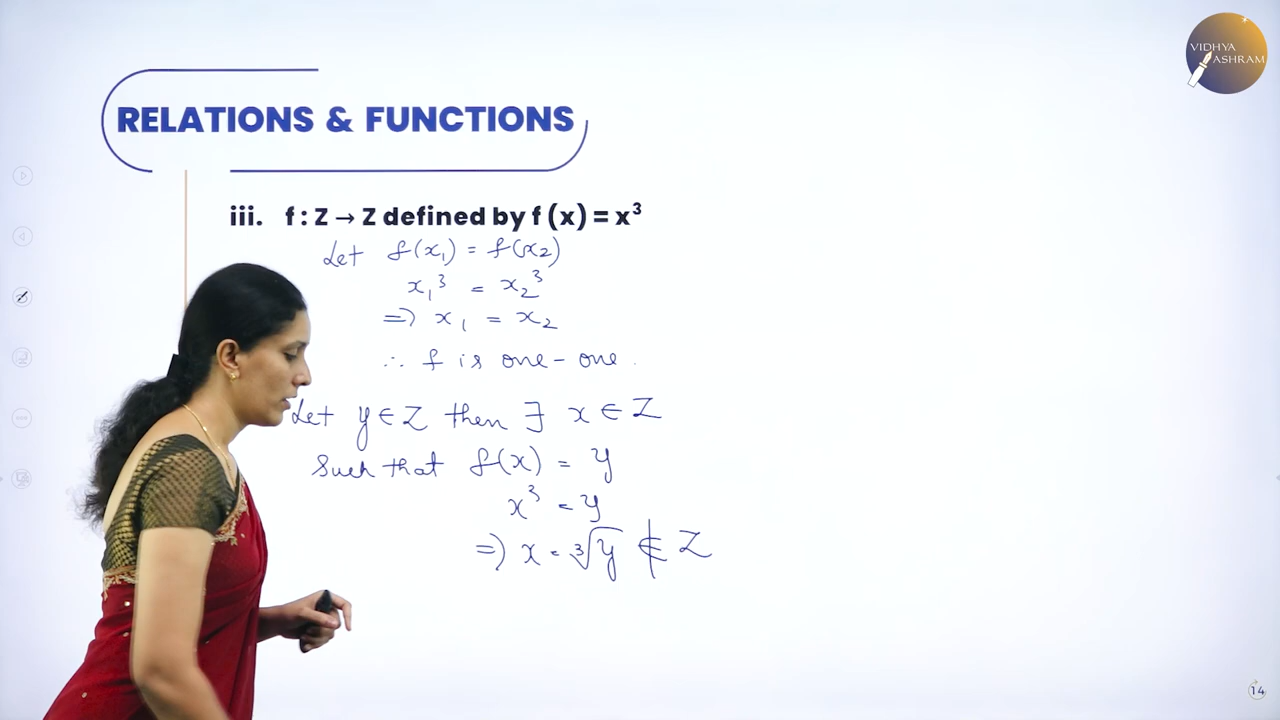 VIDHYA
ASHRAM
RELATIONS & FUNCTIONS
iii. f : Z → Z defined by f (x) = x³
Let f(x₁) = f(x₂)
x₁³ = x₂³
⇒ x₁ = x₂
∴ f is one-one.
Let y ∈ Z then ∃ x ∈ Z
Such that f(x) = y
x³ = y
⇒ x = ∛y ∉ Z
14